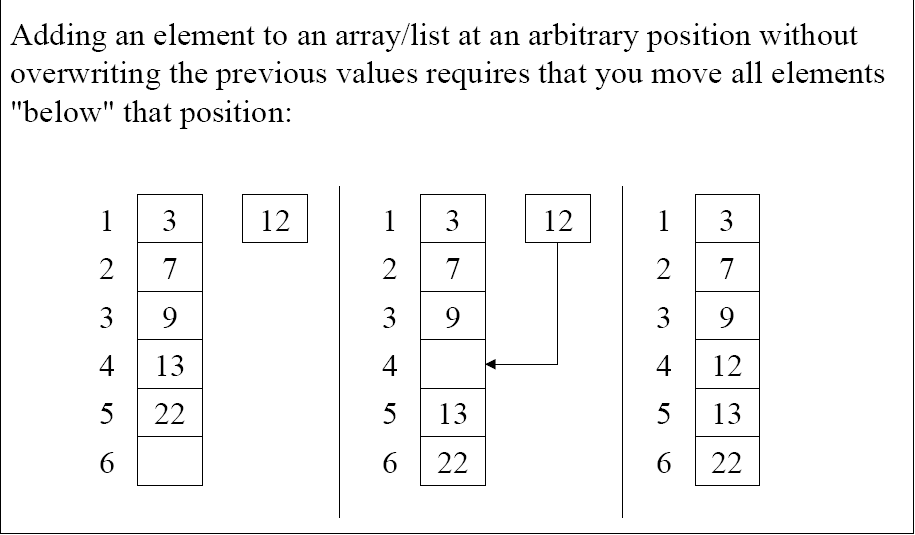 Adding an element to an array/list at an arbitrary position without
overwriting the previous values requires that you move all elements
"below" that position:
1 3 12 1 3 12 1 3
2 7 2 7 2 7
3 9 3 9 3 9
4 13 4 4 12
5 22 5 13 5 13
6 6 22 6 22